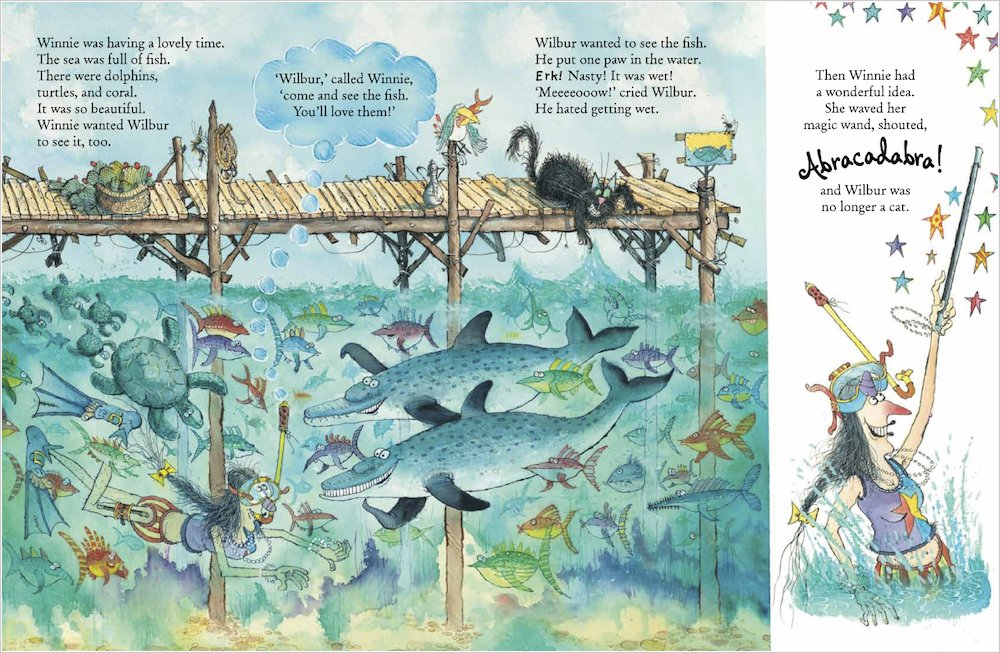 Winnie was having a lovely time.
The sea was full of fish.
There were dolphins,
turtles, and coral.
It was so beautiful.
Winnie wanted Wilbur
to see it, too.
‘Wilbur,’ called Winnie,
‘come and see the fish.
You’ll love them!’
Wilbur wanted to see the fish.
He put one paw in the water.
Erk! Nasty! It was wet!
‘Meeeeooow!’ cried Wilbur.
He hated getting wet.
Then Winnie had
a wonderful idea.
She waved her
magic wand, shouted,
Abracadabra!
and Wilbur was
no longer a cat.